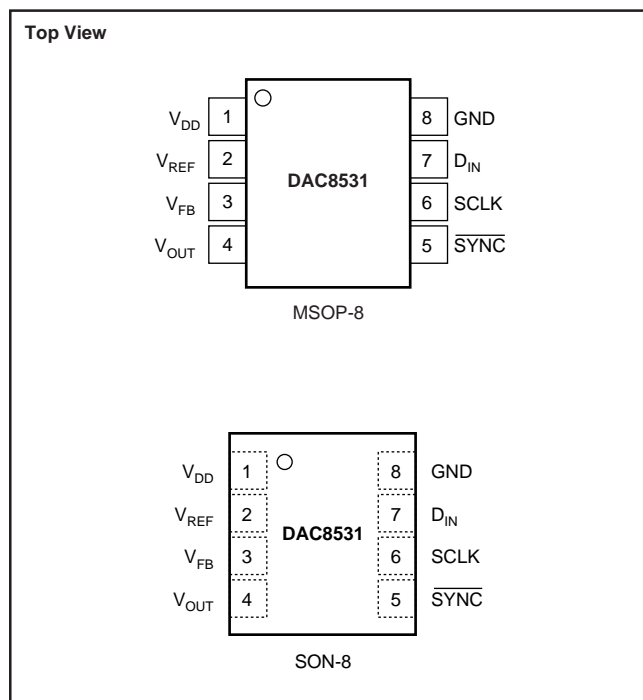 Top View
V_DD 1 8 GND
V_REF 2 7 D_IN
DAC8531
V_FB 3 6 SCLK
V_OUT 4 5 S̅Y̅N̅C̅
MSOP-8
V_DD 1 8 GND
V_REF 2 7 D_IN
DAC8531
V_FB 3 6 SCLK
V_OUT 4 5 S̅Y̅N̅C̅
SON-8